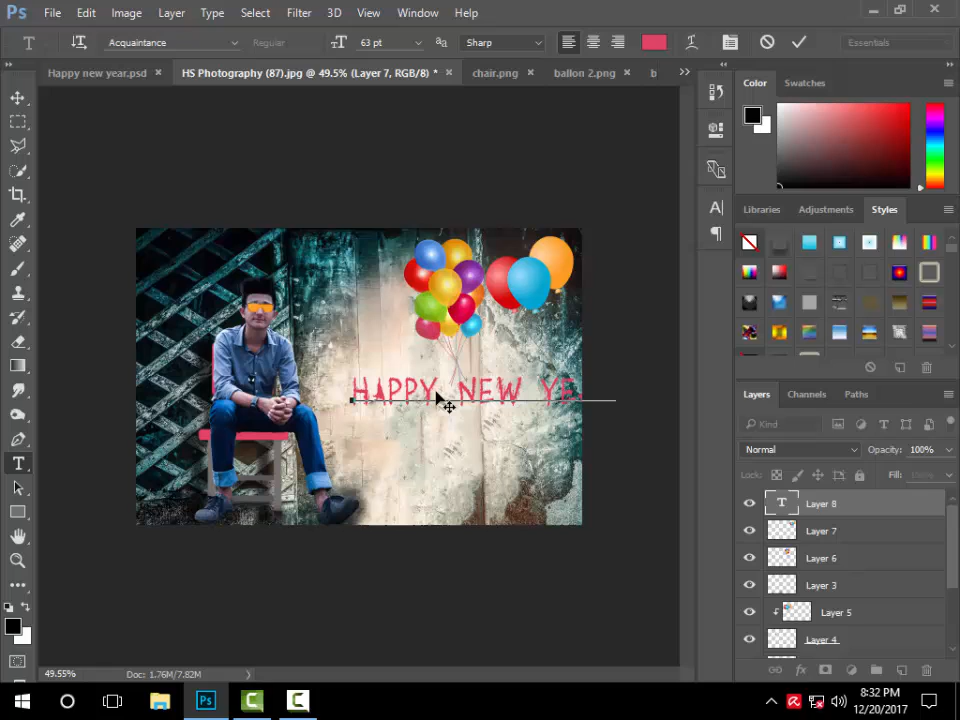 Ps File Edit Image Layer Type Select Filter 3D View Window Help
T Acquaintance Regular 63 pt aa Sharp Essentials
Happy new year.psd × HS Photography (87).jpg @ 49.5% (Layer 7, RGB/8) * × chair.png × ballon 2.png × b
Color Swatches
Libraries Adjustments Styles
HAPPY NEW YE
Layers Channels Paths
Kind
Normal Opacity: 100%
Lock: Fill:
T Layer 8
Layer 7
Layer 6
Layer 3
Layer 5
Layer 4
49.55% Doc: 1.76M/7.82M
8:32 PM
12/20/2017